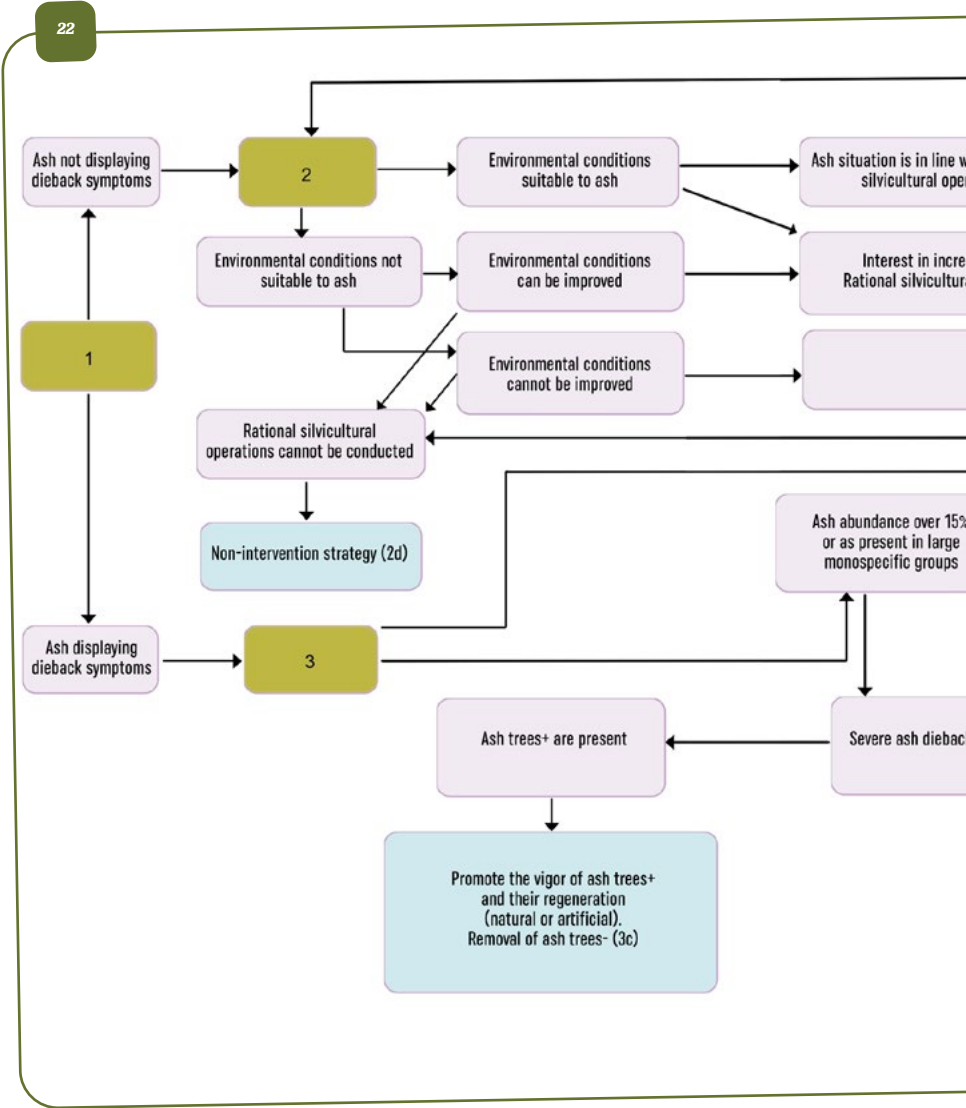 22
Ash not displaying
dieback symptoms
2
Environmental conditions
suitable to ash
Ash situation is in line
silvicultural
Environmental conditions not
suitable to ash
Environmental conditions
can be improved
Interest in
Rational
1
Environmental conditions
cannot be improved
Rational silvicultural
operations cannot be conducted
Non-intervention strategy (2d)
Ash abundance over 15%
or as present in large
monospecific groups
Ash displaying
dieback symptoms
3
Ash trees+ are present
Severe ash
Promote the vigor of ash trees+
and their regeneration
(natural or artificial).
Removal of ash trees- (3c)